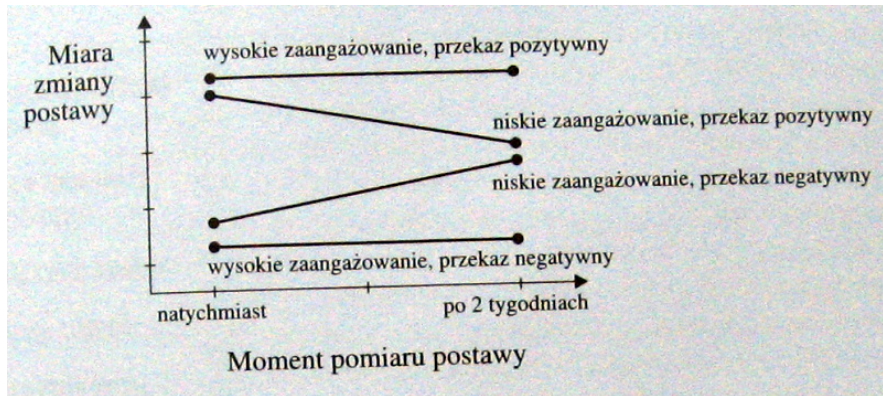 Miara
zmiany
postawy
wysokie zaangażowanie, przekaz pozytywny
niskie zaangażowanie, przekaz pozytywny
niskie zaangażowanie, przekaz negatywny
wysokie zaangażowanie, przekaz negatywny
natychmiast
po 2 tygodniach
Moment pomiaru postawy